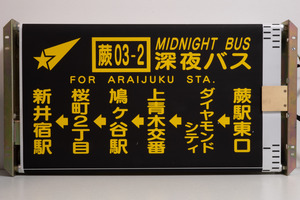 蕨03-2
MIDNIGHT BUS
深夜バス
FOR ARAIJUKU STA.
蕨駅東口
ダイヤモンドシティ
上青木交番
鳩ヶ谷駅
桜町2丁目
新井宿駅